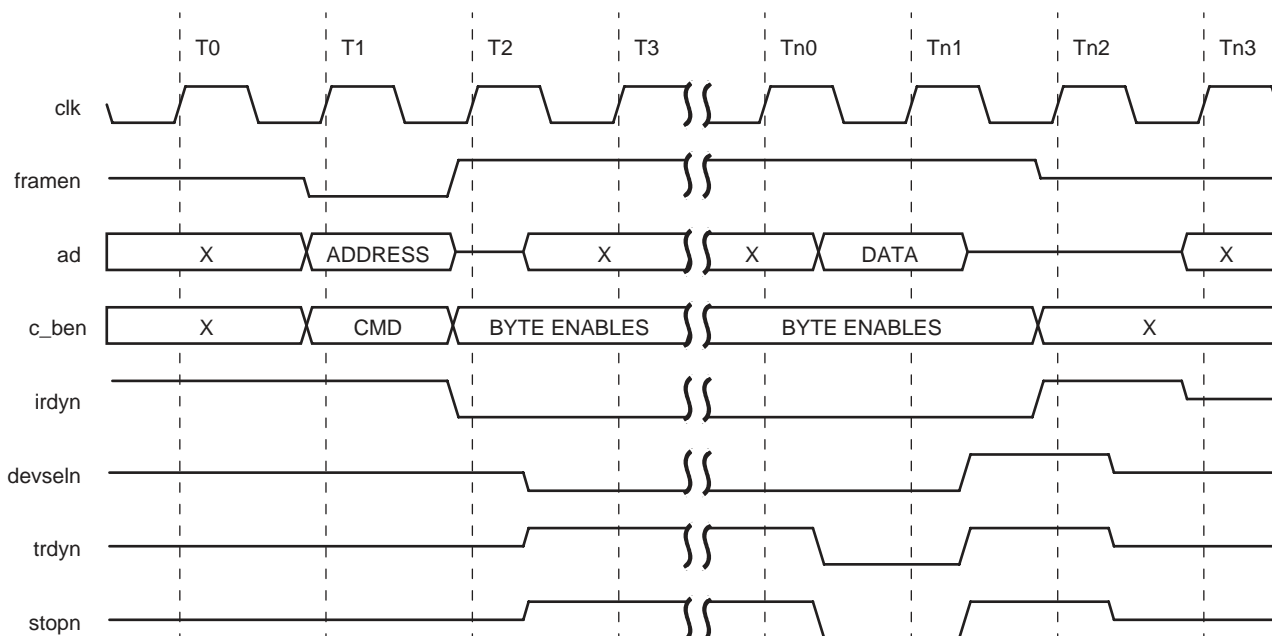 T0 T1 T2 T3 Tn0 Tn1 Tn2 Tn3
clk
framen
ad X ADDRESS X X DATA X
c_ben X CMD BYTE ENABLES BYTE ENABLES X
irdyn
devseln
trdyn
stopn